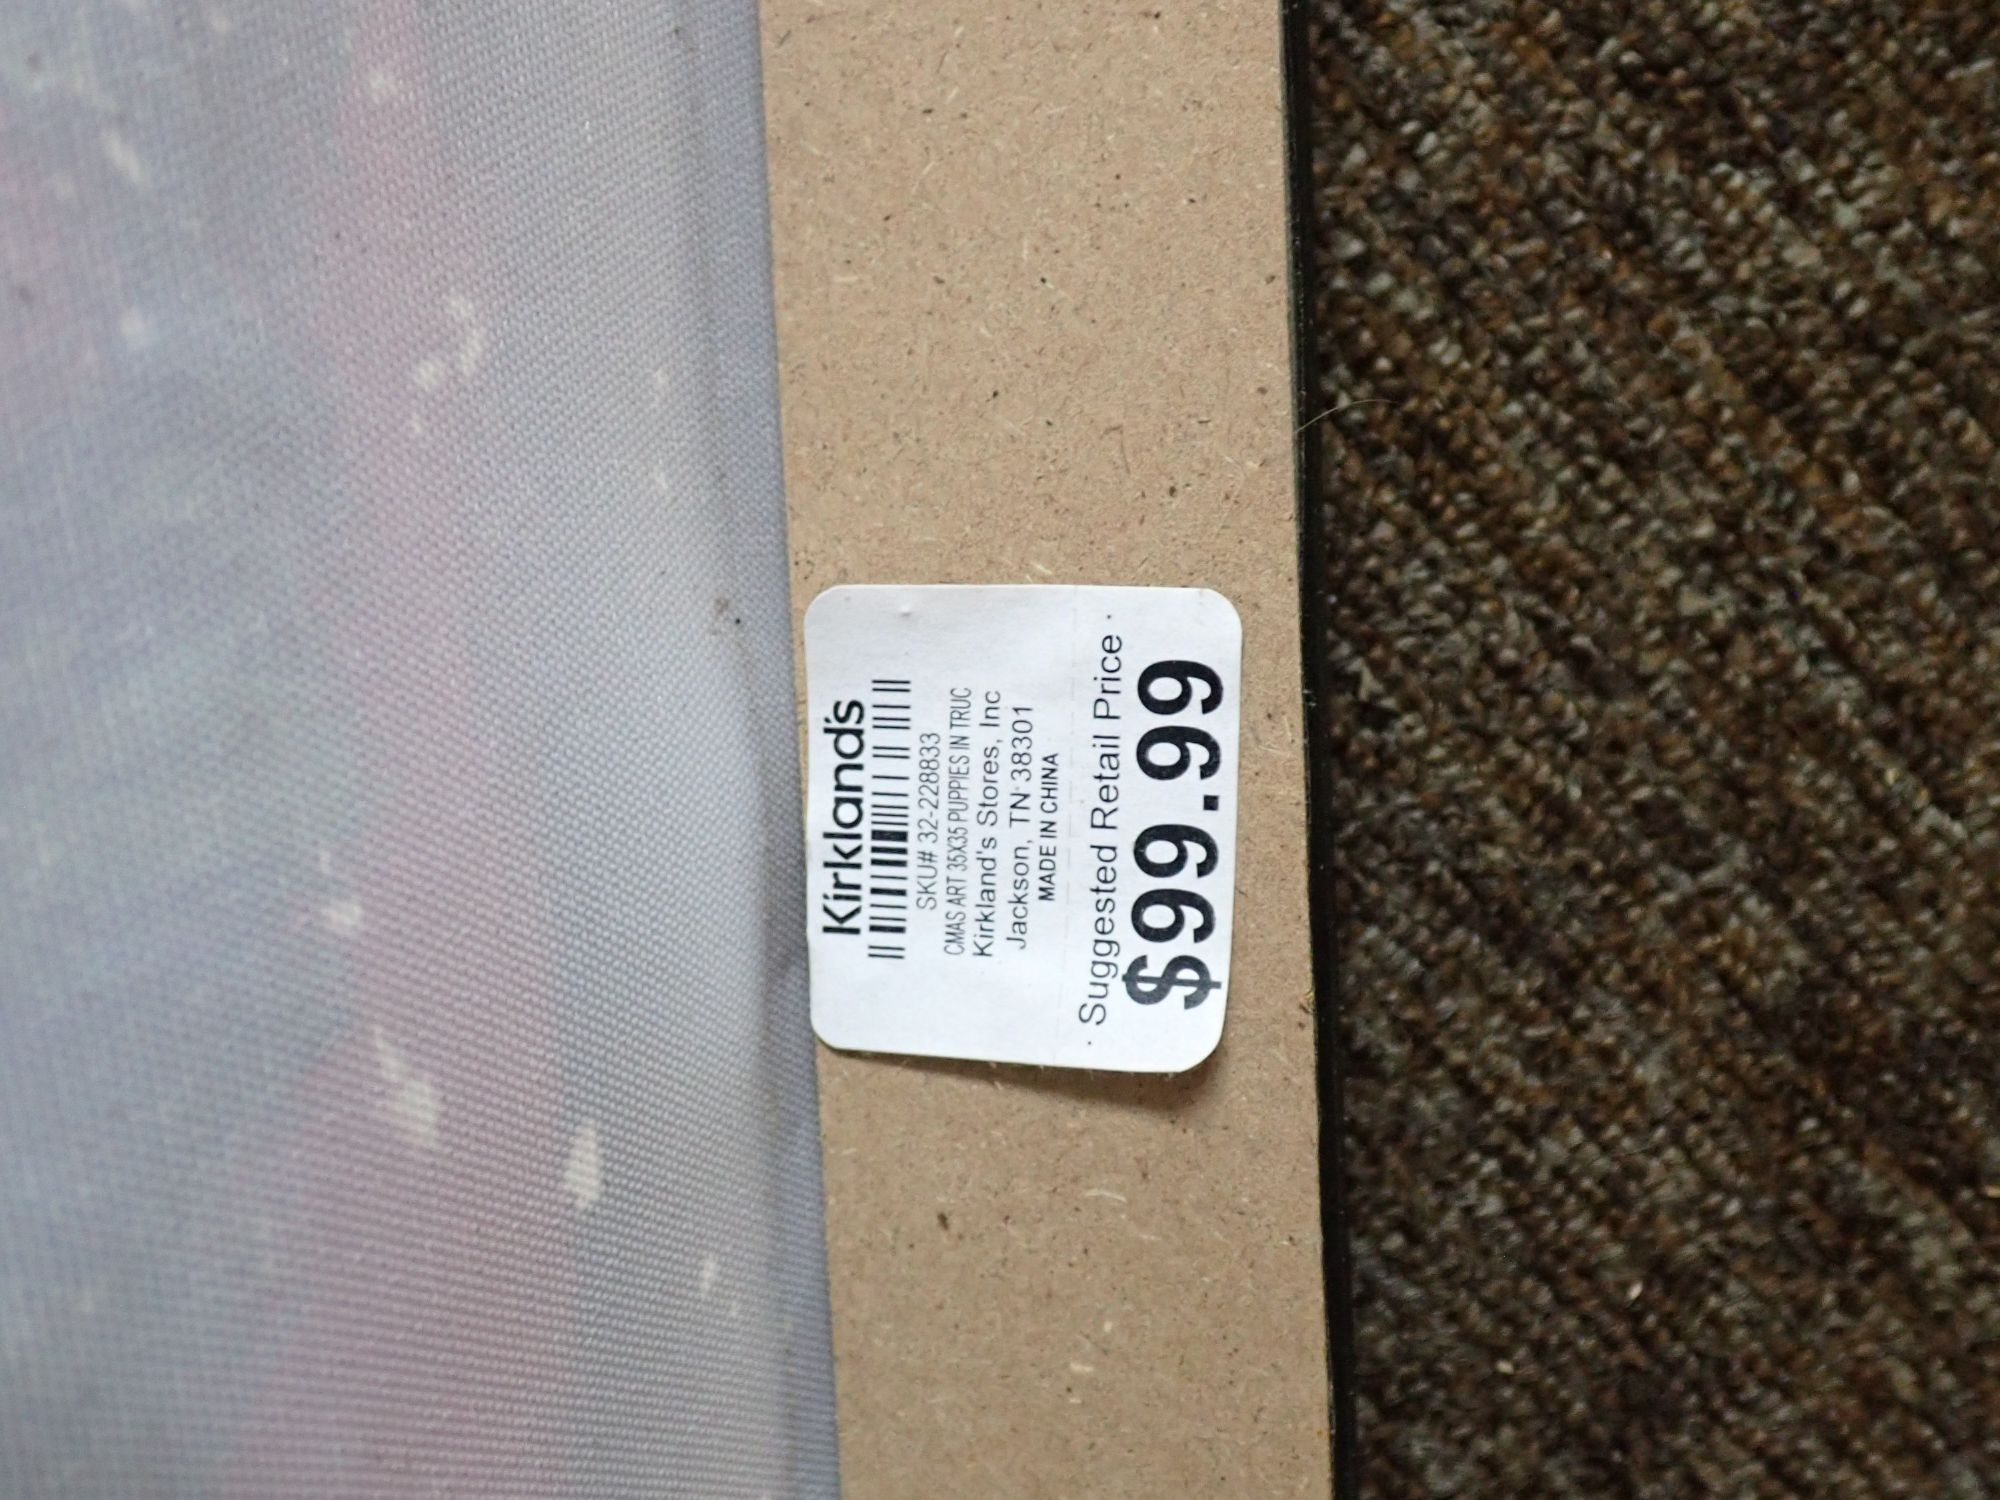 Kirkland's
SKU# 32-228833
CMAS ART 35X35 PUPPIES IN TRUC
Kirkland's Stores, Inc
Jackson, TN 38301
MADE IN CHINA
Suggested Retail Price
$99.99